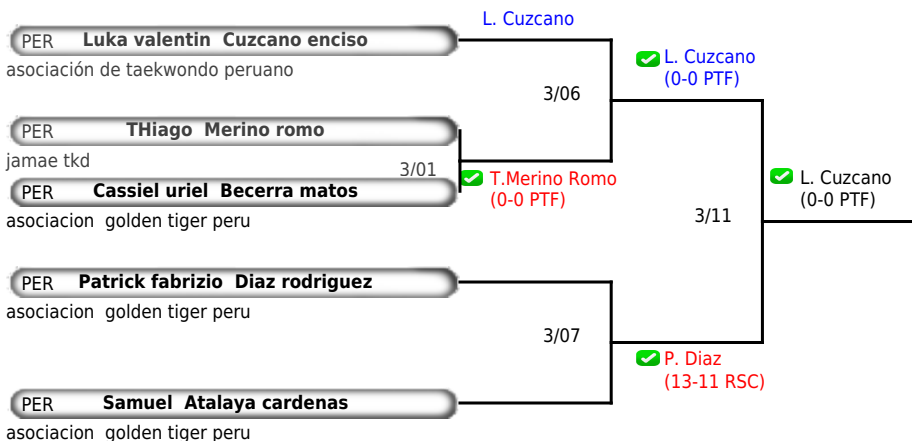 L. Cuzcano
PER Luka valentin Cuzcano enciso
asociación de taekwondo peruano
L. Cuzcano
(0-0 PTF)
3/06
PER THiago Merino romo
jamae tkd
3/01
PER Cassiel uriel Becerra matos
asociacion golden tiger peru
T.Merino Romo
(0-0 PTF)
L. Cuzcano
(0-0 PTF)
3/11
PER Patrick fabrizio Diaz rodriguez
asociacion golden tiger peru
3/07
P. Diaz
(13-11 RSC)
PER Samuel Atalaya cardenas
asociacion golden tiger peru